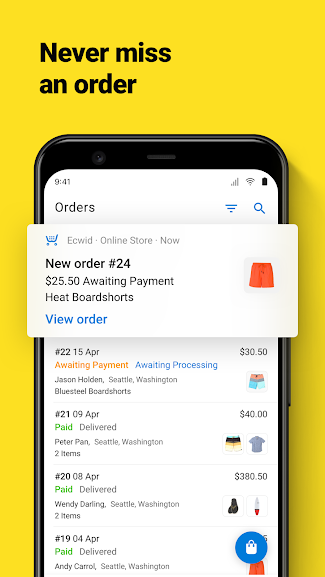 Never miss
an order
9:41
Orders
Ecwid · Online Store · Now
New order #24
$25.50 Awaiting Payment
Heat Boardshorts
View order
#22 15 Apr $30.50
Awaiting Payment Awaiting Processing
Jason Holden, Seattle, Washington
Bluesteel Boardshorts
#21 09 Apr $40.00
Paid Delivered
Peter Pan, Seattle, Washington
2 Items
#20 08 Apr $380.50
Paid Delivered
Wendy Darling, Seattle, Washington
2 Items
#19 04 Apr
Paid Delivered
Andy Carrol, Seattle, Washington